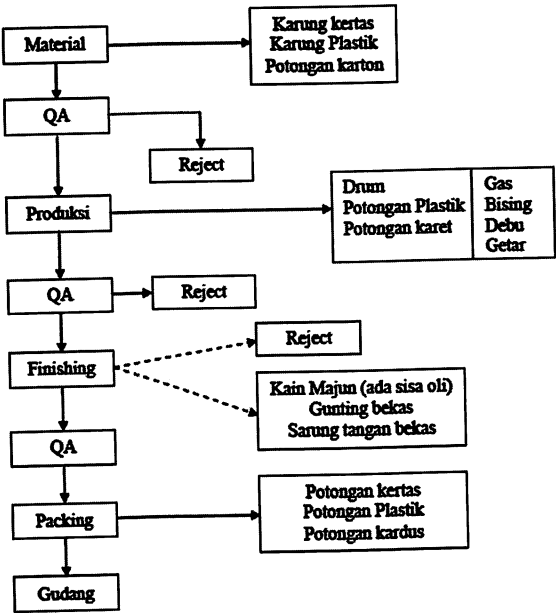 Material
Karung kertas
Karung Plastik
Potongan karton
QA
Reject
Produksi
Drum
Potongan Plastik
Potongan karet
Gas
Bising
Debu
Getar
QA
Reject
Reject
Finishing
Kain Majun (ada sisa oli)
Gunting bekas
Sarung tangan bekas
QA
Packing
Potongan kertas
Potongan Plastik
Potongan kardus
Gudang